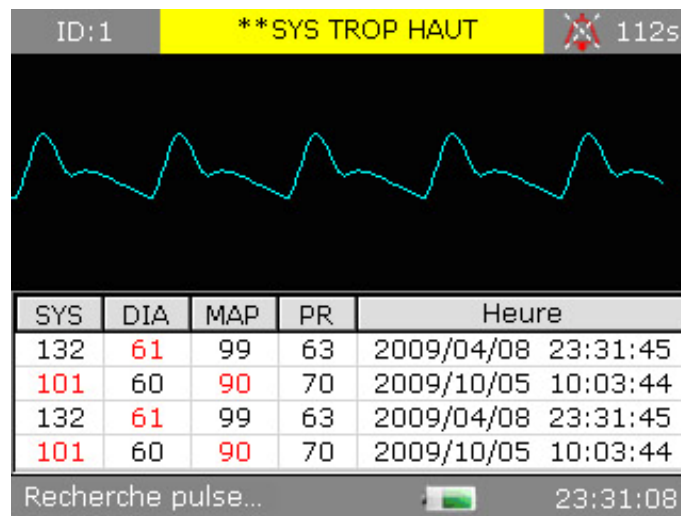 ID:1 **SYS TROP HAUT 112s
SYS DIA MAP PR Heure
132 61 99 63 2009/04/08 23:31:45
101 60 90 70 2009/10/05 10:03:44
132 61 99 63 2009/04/08 23:31:45
101 60 90 70 2009/10/05 10:03:44
Recherche pulse... 23:31:08